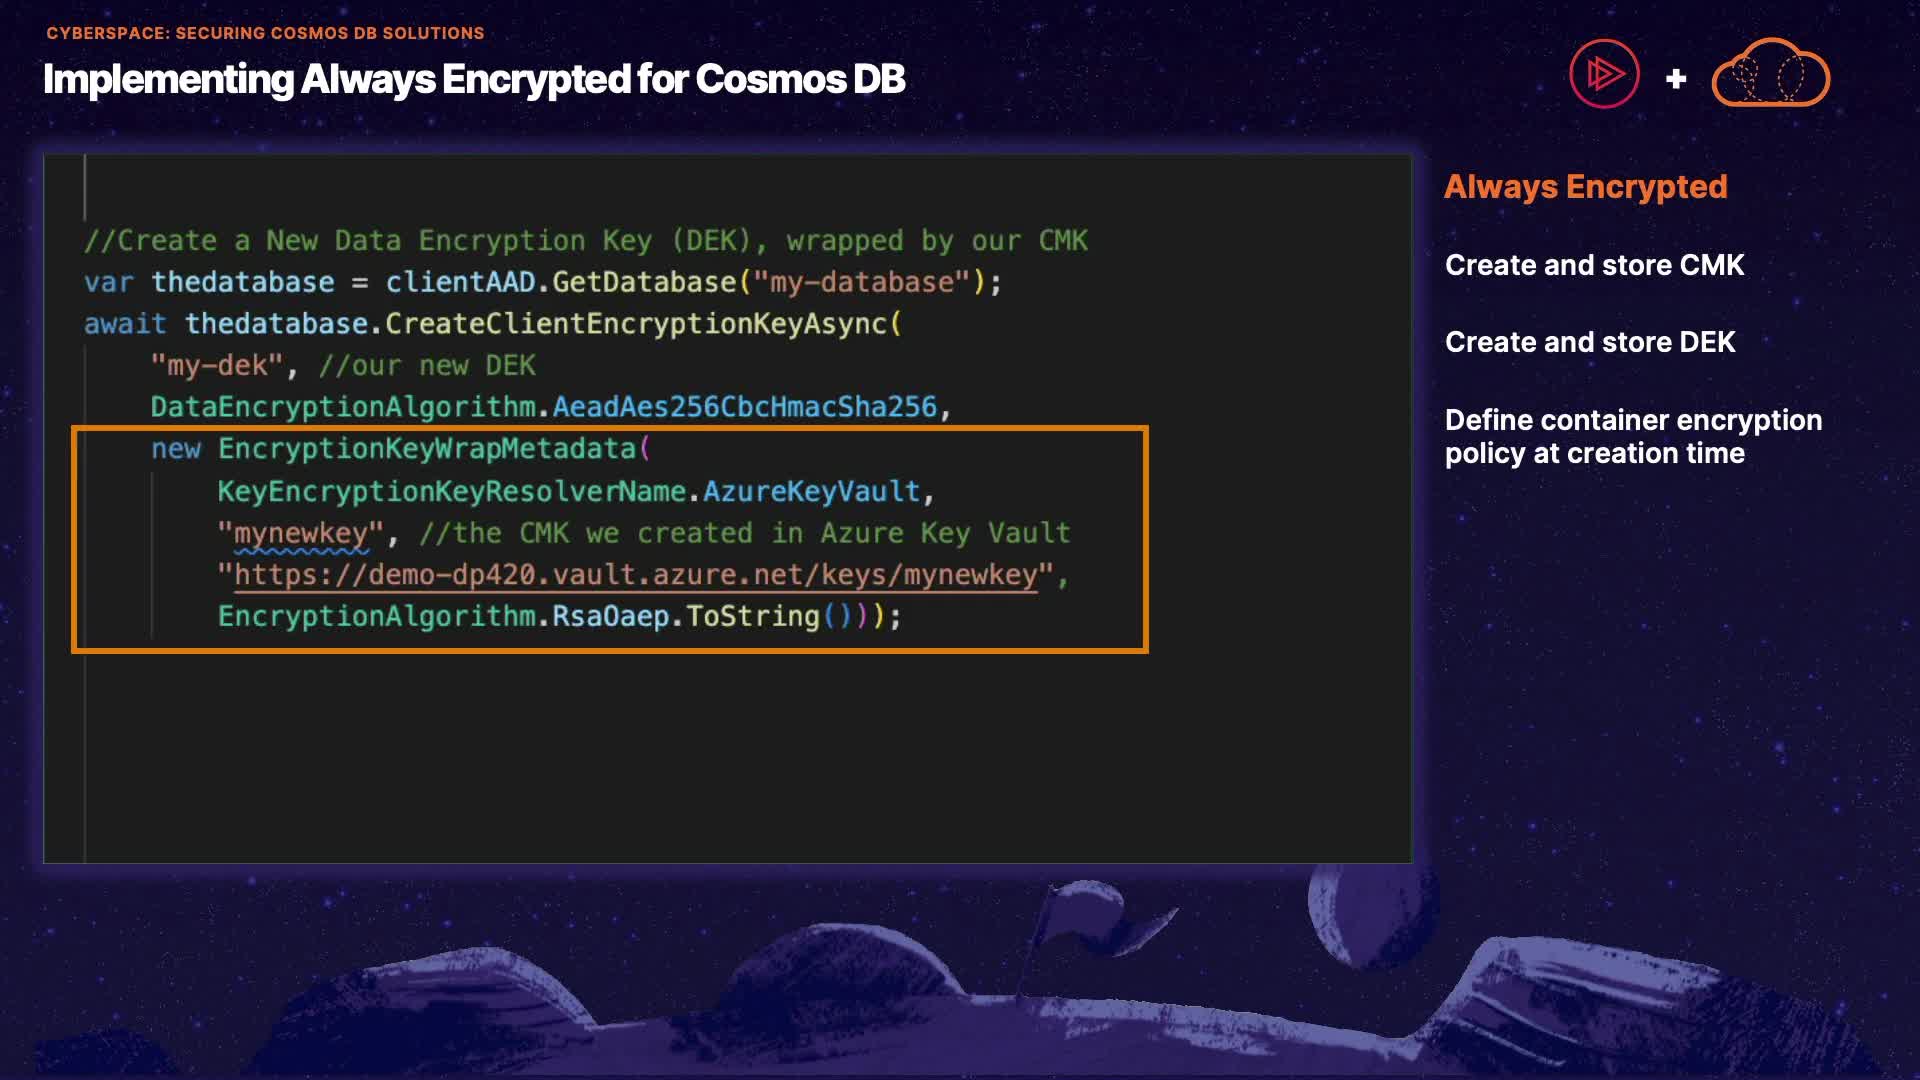 CYBERSPACE: SECURING COSMOS DB SOLUTIONS
Implementing Always Encrypted for Cosmos DB
//Create a New Data Encryption Key (DEK), wrapped by our CMK
var thedatabase = clientAAD.GetDatabase("my-database");
await thedatabase.CreateClientEncryptionKeyAsync(
"my-dek", //our new DEK
DataEncryptionAlgorithm.AeadAes256CbcHmacSha256,
new EncryptionKeyWrapMetadata(
KeyEncryptionKeyResolverName.AzureKeyVault,
"mynewkey", //the CMK we created in Azure Key Vault
"https://demo-dp420.vault.azure.net/keys/mynewkey",
EncryptionAlgorithm.RsaOaep.ToString()));
+
Always Encrypted
Create and store CMK
Create and store DEK
Define container encryption
policy at creation time